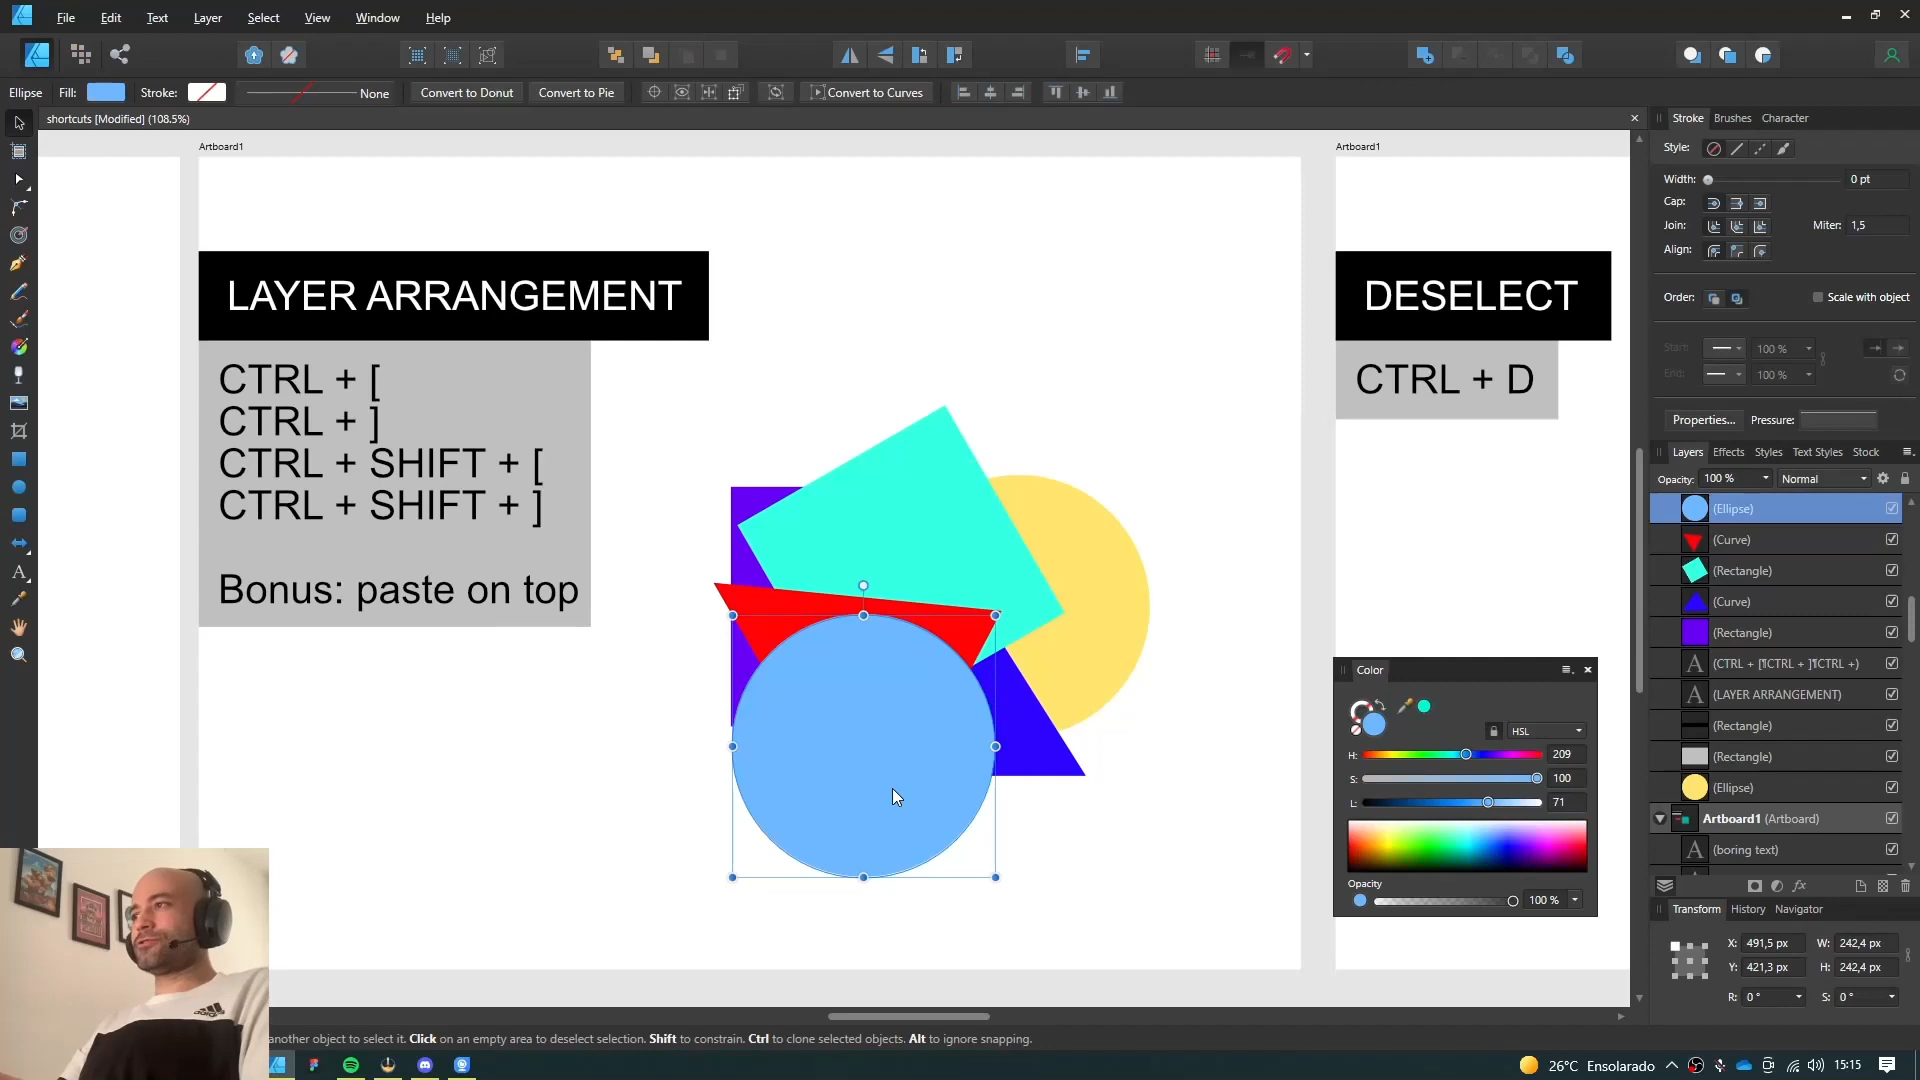 File Edit Text Layer Select View Window Help
Ellipse Fill: Stroke: None Convert to Donut Convert to Pie Convert to Curves
shortcuts [Modified] (108.5%)
Artboard1
Artboard1
LAYER ARRANGEMENT
CTRL + [
CTRL + ]
CTRL + SHIFT + [
CTRL + SHIFT + ]
Bonus: paste on top
DESELECT
CTRL + D
Stroke Brushes Character
Style:
Width: 0 pt
Cap:
Join: Miter: 1,5
Align:
Order: Scale with object
Start: 100 %
End: 100 %
Properties... Pressure:
Layers Effects Styles Text Styles Stock
Opacity: 100 % Normal
(Ellipse)
(Curve)
(Rectangle)
(Curve)
(Rectangle)
(CTRL + [¶CTRL + ]¶CTRL +)
(LAYER ARRANGEMENT)
(Rectangle)
(Rectangle)
(Ellipse)
Artboard1 (Artboard)
(boring text)
Color
HSL
H: 209
S: 100
L: 71
Opacity
100 %
Transform History Navigator
X: 491,5 px W: 242,4 px
Y: 421,3 px H: 242,4 px
R: 0 ° S: 0 °
another object to select it. Click on an empty area to deselect selection. Shift to constrain. Ctrl to clone selected objects. Alt to ignore snapping.
26°C Ensolarado 15:15